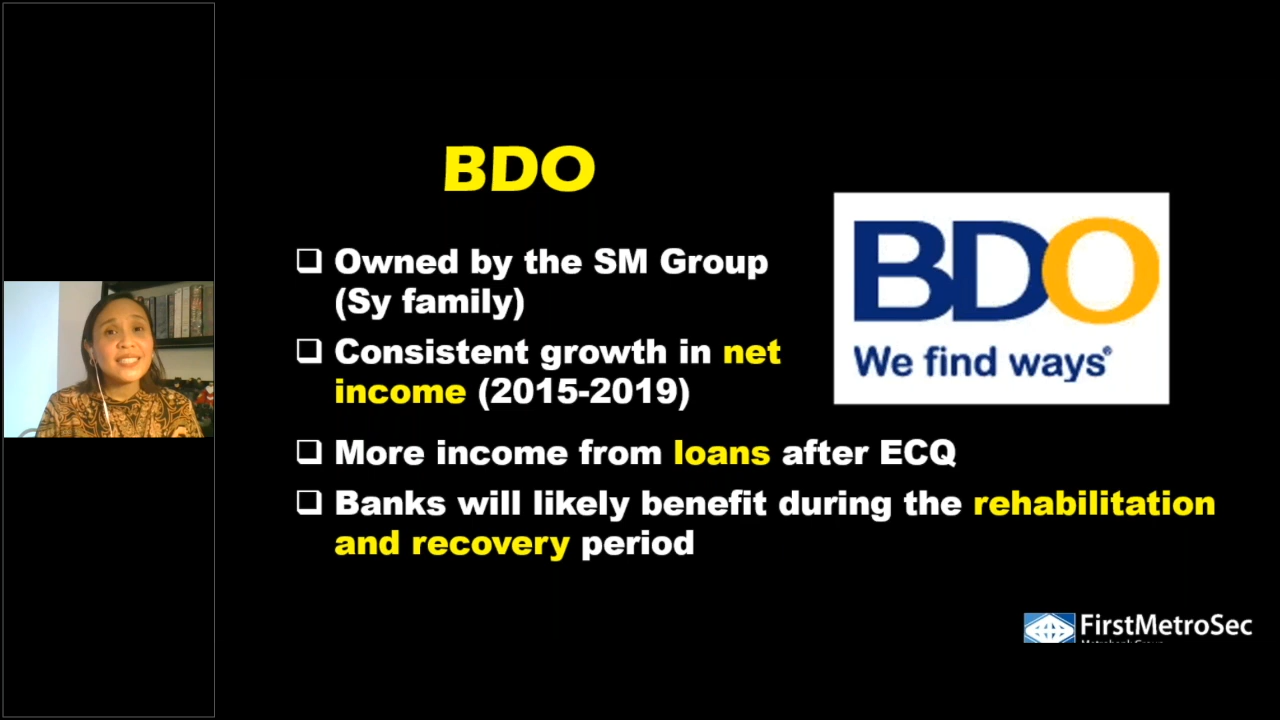 BDO
Owned by the SM Group
(Sy family)
Consistent growth in net
income (2015-2019)
More income from loans after ECQ
Banks will likely benefit during the rehabilitation
and recovery period
BDO
We find ways®
FirstMetroSec